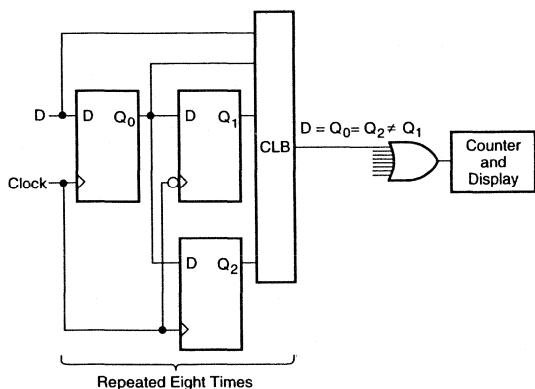 D
D
Q0
D
Q1
CLB
D = Q0 = Q2 ≠ Q1
Counter
and
Display
Clock
D
Q2
Repeated Eight Times